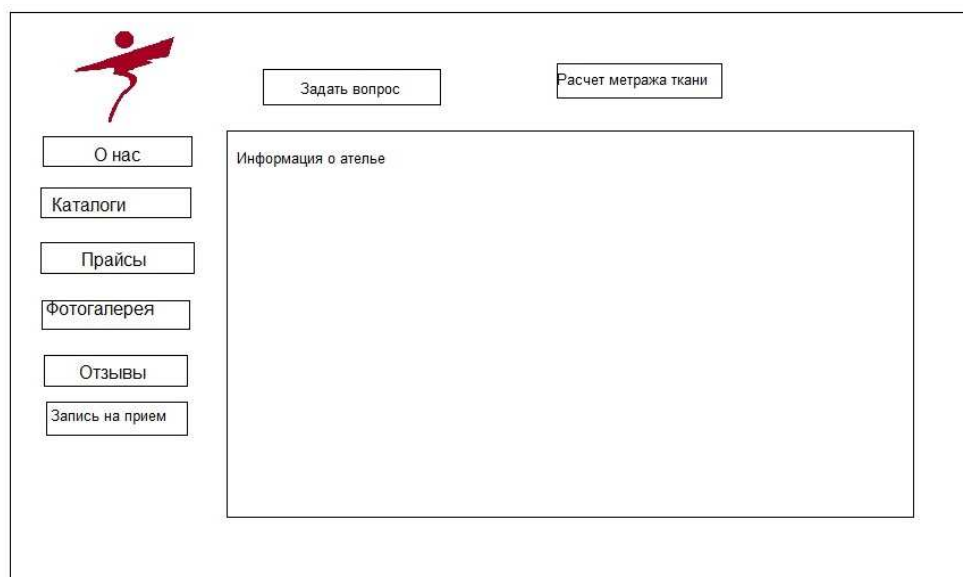 Задать вопрос
Расчет метража ткани
О нас
Каталоги
Прайсы
Фотогалерея
Отзывы
Запись на прием
Информация о ателье